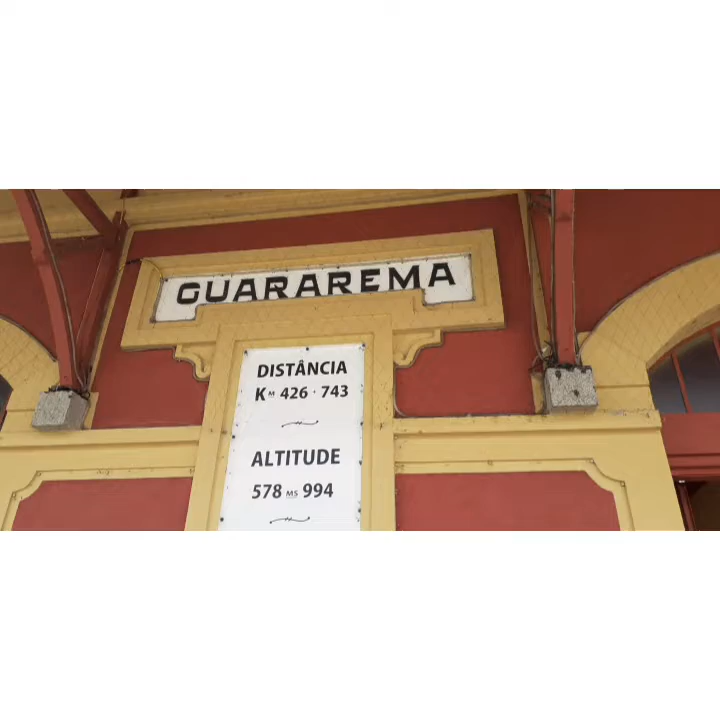 GUARAREMA
DISTÂNCIA
KM 426 · 743
ALTITUDE
578 MS 994